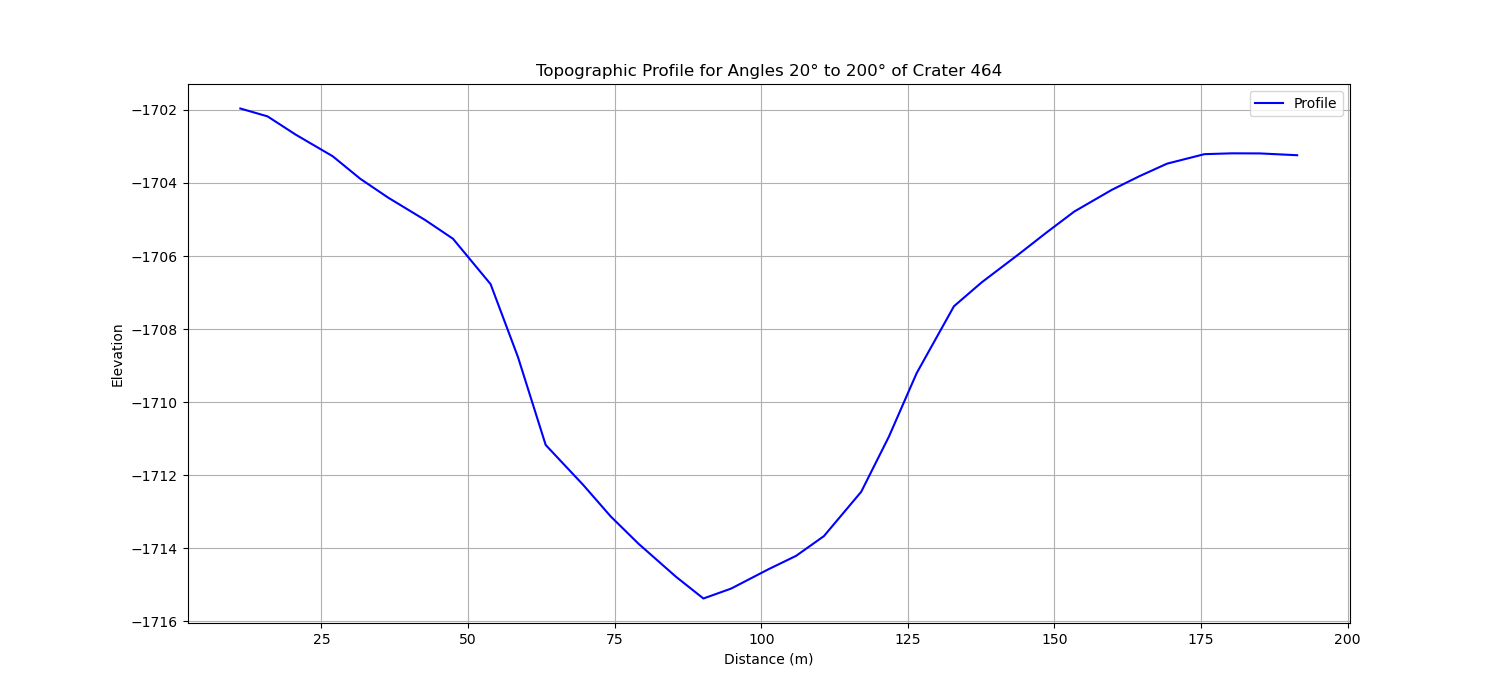 Topographic Profile for Angles 20° to 200° of Crater 464
Profile
−1702
−1704
−1706
−1708
−1710
−1712
−1714
−1716
Elevation
25 50 75 100 125 150 175 200
Distance (m)